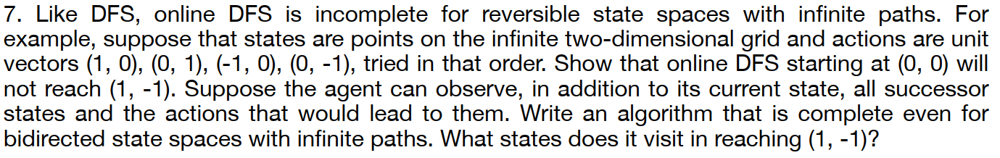 7. Like DFS, online DFS is incomplete for reversible state spaces with infinite paths. For
example, suppose that states are points on the infinite two-dimensional grid and actions are unit
vectors (1, 0), (0, 1), (-1, 0), (0, -1), tried in that order. Show that online DFS starting at (0, 0) will
not reach (1, -1). Suppose the agent can observe, in addition to its current state, all successor
states and the actions that would lead to them. Write an algorithm that is complete even for
bidirected state spaces with infinite paths. What states does it visit in reaching (1, -1)?